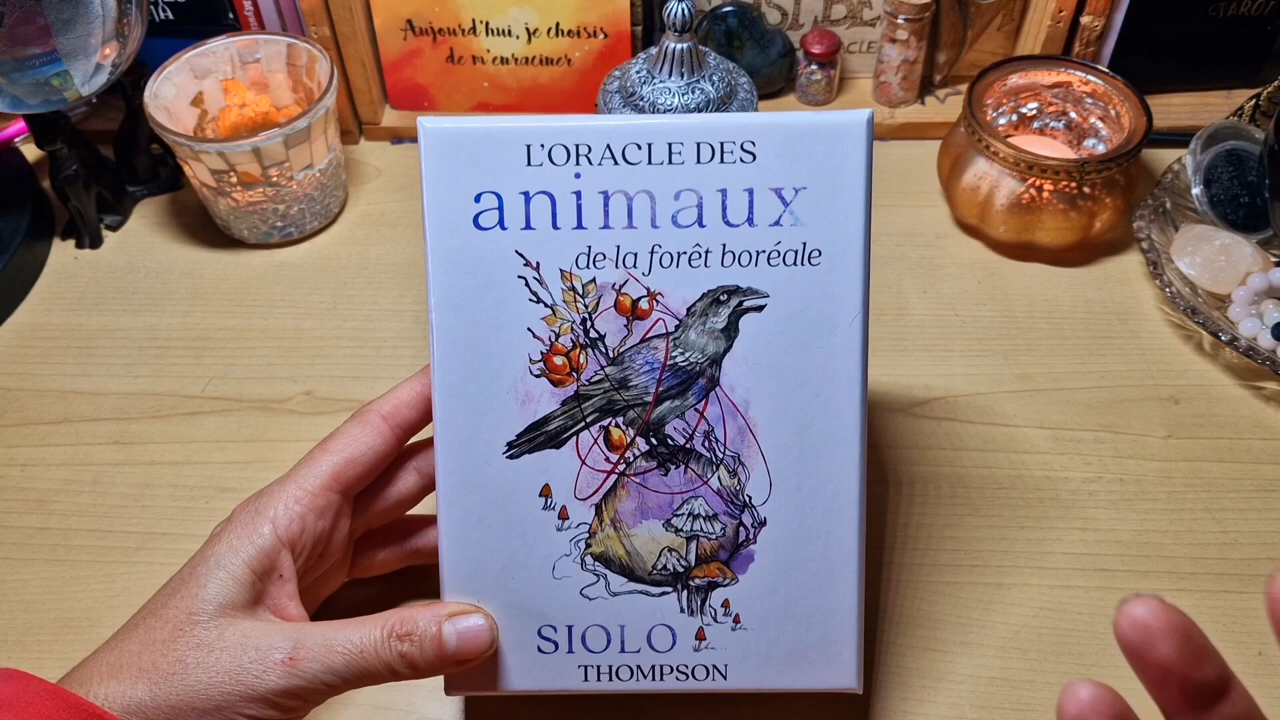 Aujourd'hui, je choisis
de m'enraciner
L'ORACLE DES
animaux
de la forêt boréale
SIOLO
THOMPSON